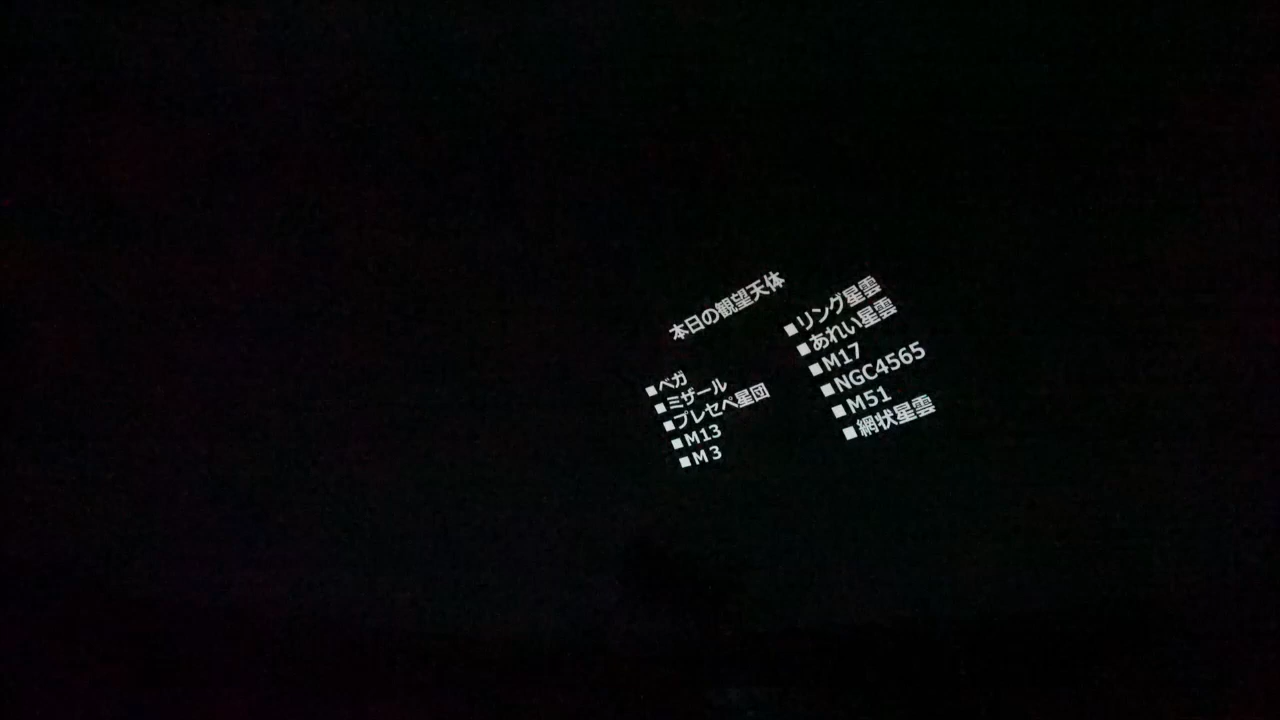 本日の観望天体
■ベガ
■ミザール
■プレセペ星団
■M13
■M３
■リング星雲
■あれい星雲
■M17
■NGC4565
■M51
■網状星雲